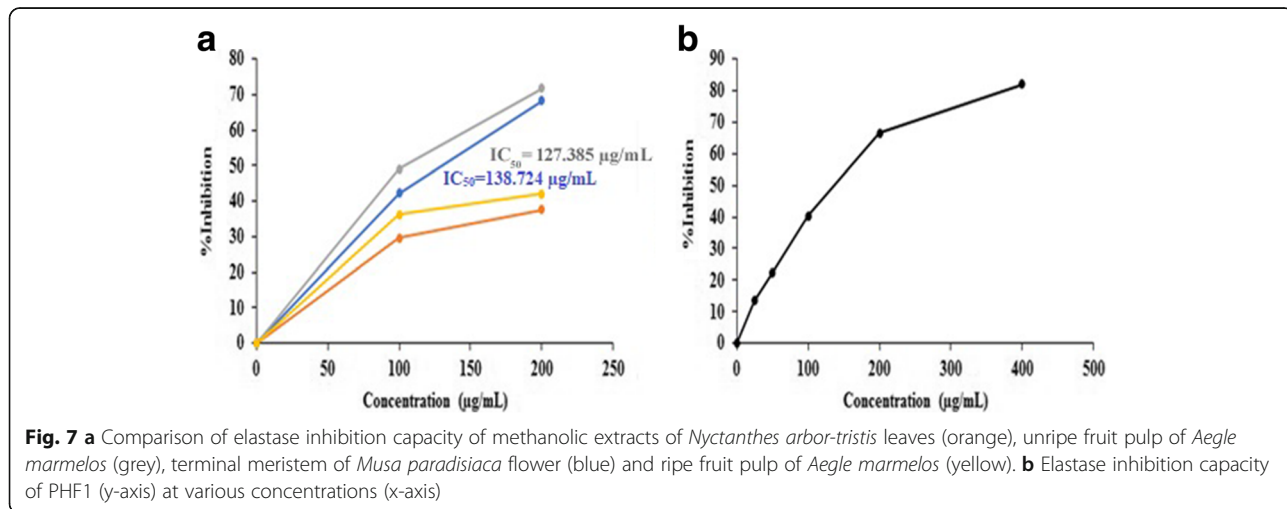 a
b
80
70
60
50
40
30
20
10
0
%Inhibition
IC50 = 127.385 µg/mL
IC50=138.724 µg/mL
0 50 100 150 200 250
Concentration (µg/mL)
90
80
70
60
50
40
30
20
10
0
%Inhibition
0 100 200 300 400 500
Concentration (µg/mL)
Fig. 7 a Comparison of elastase inhibition capacity of methanolic extracts of Nyctanthes arbor-tristis leaves (orange), unripe fruit pulp of Aegle
marmelos (grey), terminal meristem of Musa paradisiaca flower (blue) and ripe fruit pulp of Aegle marmelos (yellow). b Elastase inhibition capacity
of PHF1 (y-axis) at various concentrations (x-axis)